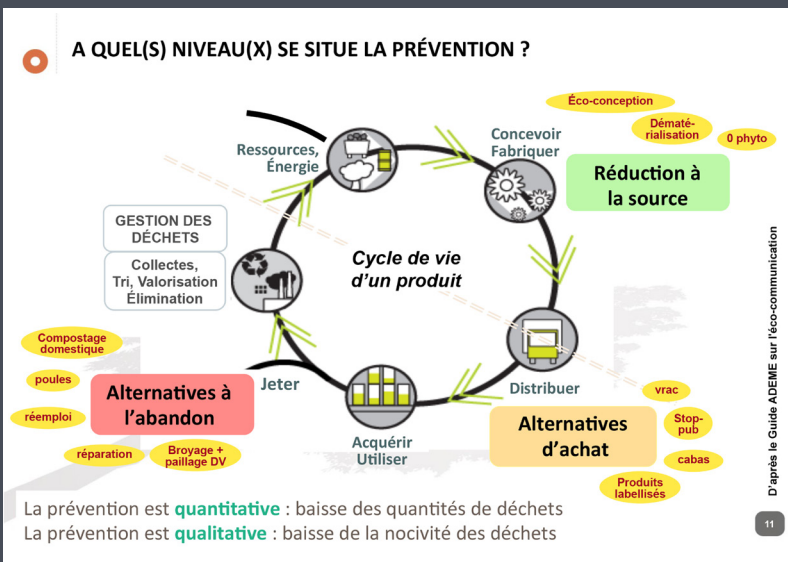 A QUEL(S) NIVEAU(X) SE SITUE LA PRÉVENTION ?
Éco-conception
Dématé-
rialisation
0 phyto
Concevoir
Fabriquer
Réduction à
la source
Ressources,
Énergie
GESTION DES
DÉCHETS
Collectes,
Tri, Valorisation
Élimination
Cycle de vie
d'un produit
Compostage
domestique
poules
réemploi
réparation
Broyage +
paillage DV
Alternatives à
l'abandon
Jeter
Acquérir
Utiliser
Distribuer
Alternatives
d'achat
vrac
Stop-
pub
cabas
Produits
labellisés
D'après le Guide ADEME sur l'éco-communication
La prévention est quantitative : baisse des quantités de déchets
La prévention est qualitative : baisse de la nocivité des déchets
11